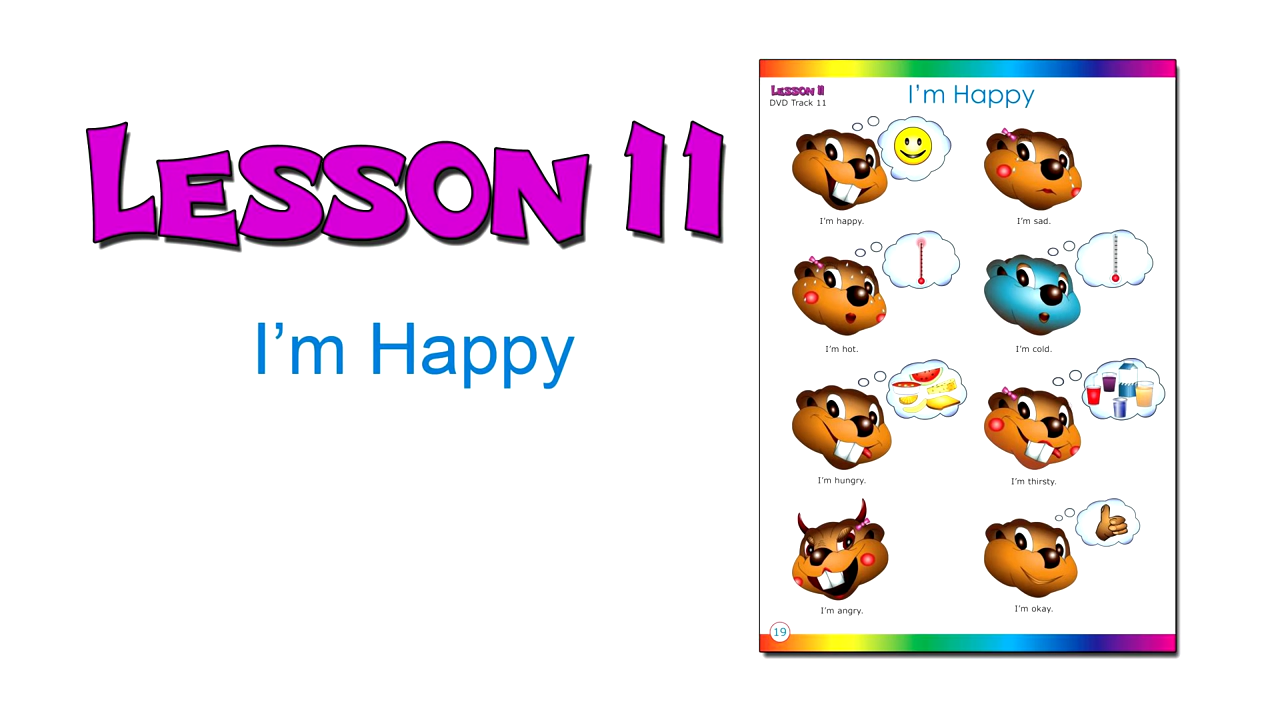 LESSON 11
I'm Happy
LESSON 11
DVD Track 11
I'm Happy
I'm happy.
I'm sad.
I'm hot.
I'm cold.
I'm hungry.
I'm thirsty.
I'm angry.
I'm okay.
19